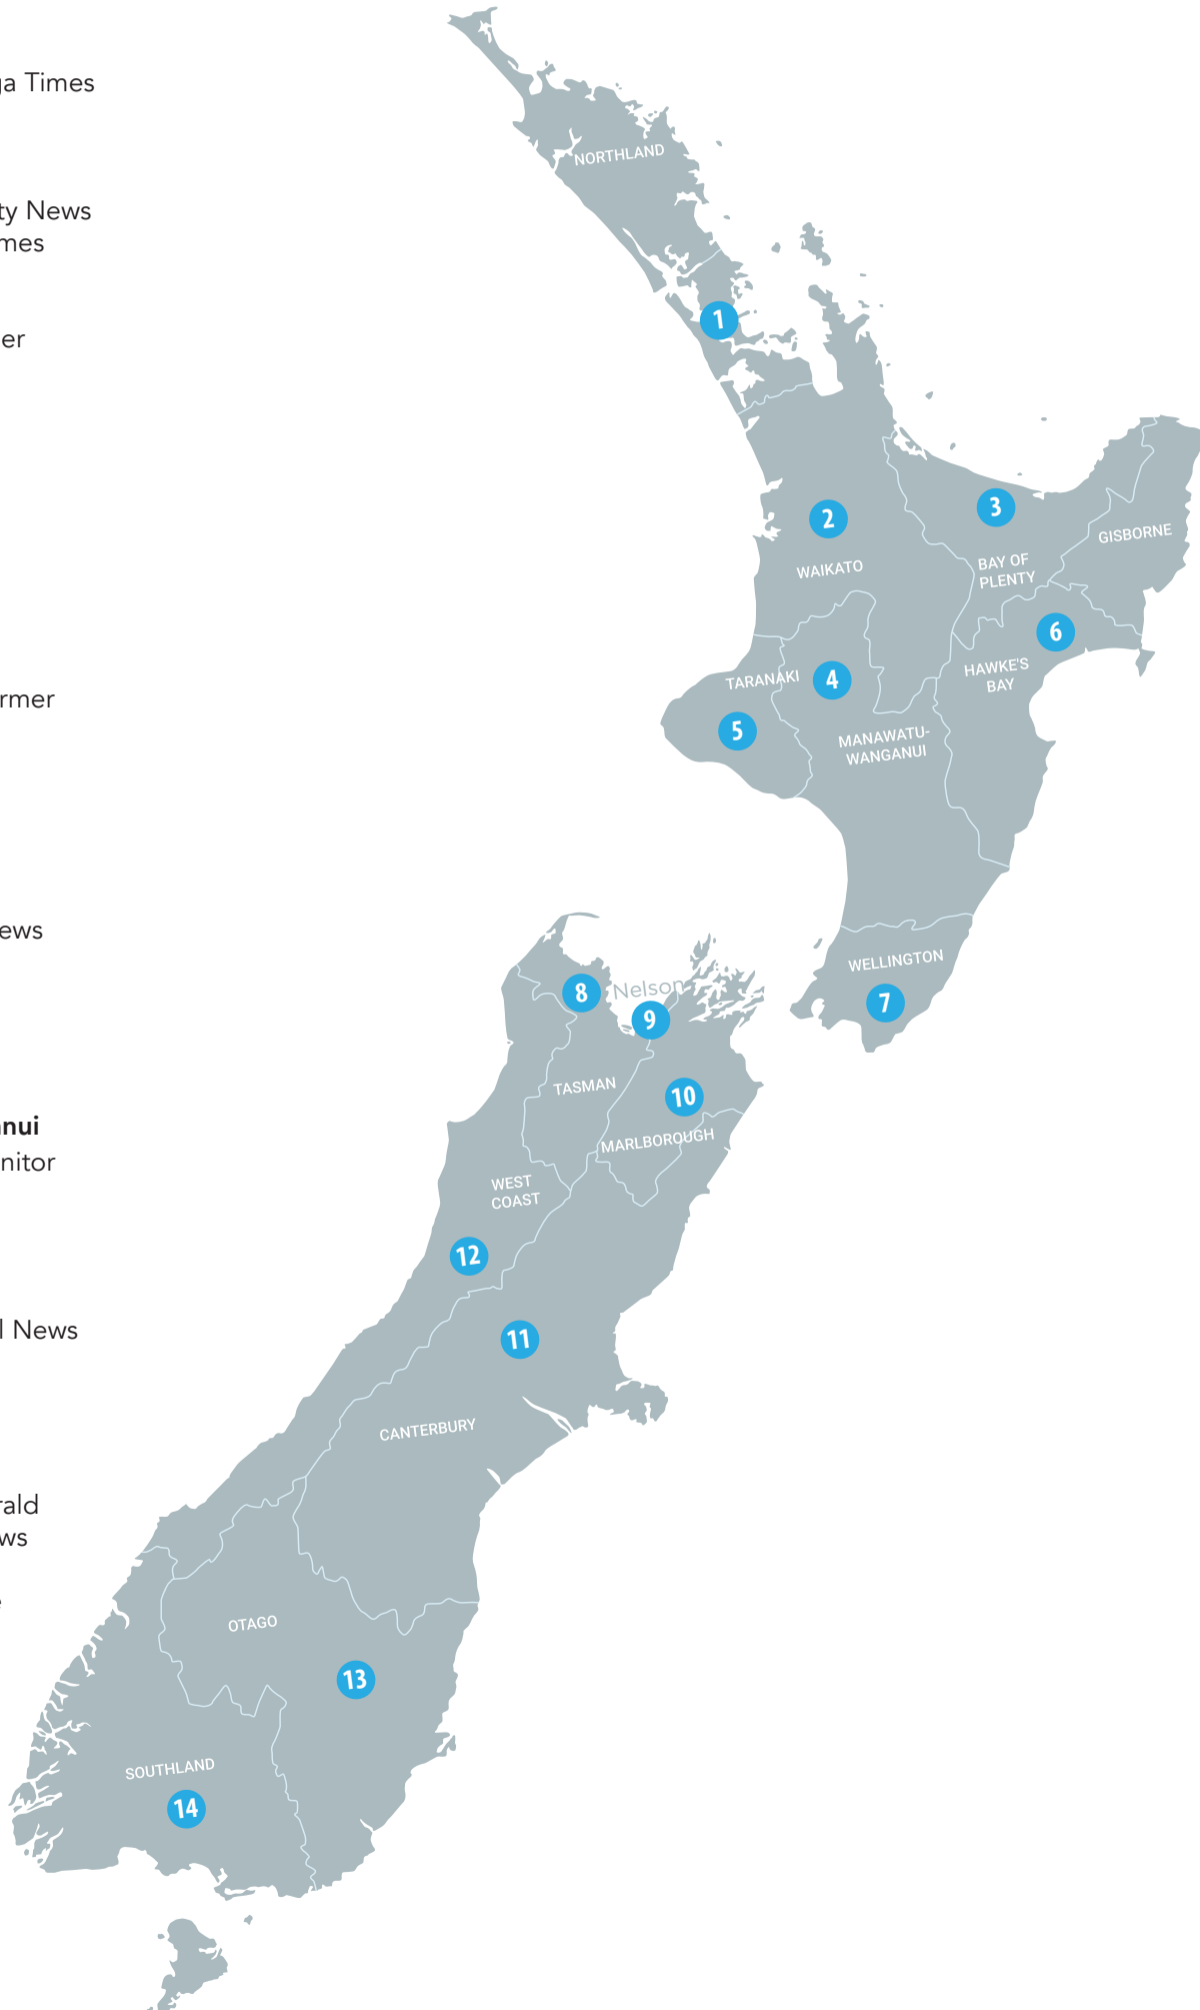 ga Times
ty News
mes
er
rmer
ews
anui
nitor
l News
rald
ws
e
NORTHLAND
1
2
WAIKATO
3
BAY OF
PLENTY
GISBORNE
6
HAWKE'S
BAY
TARANAKI
4
5
MANAWATU-
WANGANUI
WELLINGTON
7
8
Nelson
9
TASMAN
10
MARLBOROUGH
WEST
COAST
12
11
CANTERBURY
OTAGO
13
SOUTHLAND
14